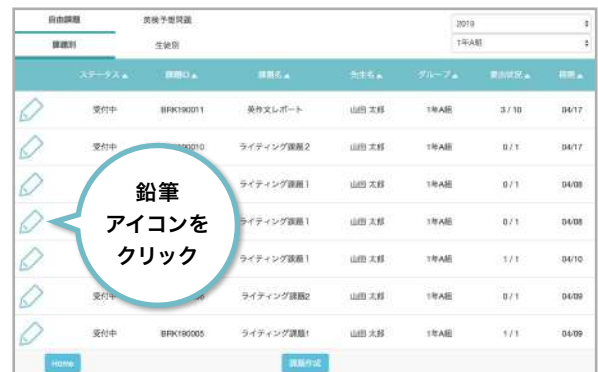 自由課題 英検予想問題 2019
課題別 生徒別 1年A組
ステータス▲ 課題ID▲ 課題名▲ 先生名▲ グループ▲ 提出状況▲ 期限▲
受付中 BRK190011 英作文レポート 山田 太郎 1年A組 3 / 10 04/17
受付中 ライティング課題2 山田 太郎 1年A組 0 / 1 04/17
ライティング課題1 山田 太郎 1年A組 0 / 1 04/08
ライティング課題1 山田 太郎 1年A組 0 / 1 04/08
ライティング課題1 山田 太郎 1年A組 1 / 1 04/10
受付中 ライティング課題2 山田 太郎 1年A組 0 / 1 04/09
受付中 BRK190005 ライティング課題1 山田 太郎 1年A組 1 / 1 04/09
鉛筆
アイコンを
クリック
Home 課題作成